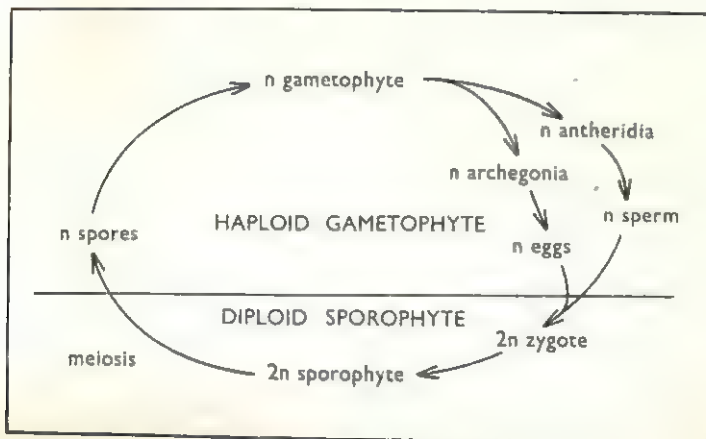 n gametophyte
n antheridia
n archegonia
n sperm
HAPLOID GAMETOPHYTE
n spores
n eggs
DIPLOID SPOROPHYTE
2n zygote
meiosis
2n sporophyte